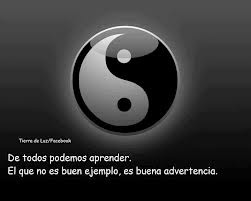 Tierra de Luz/Facebook
De todos podemos aprender.
El que no es buen ejemplo, es buena advertencia.